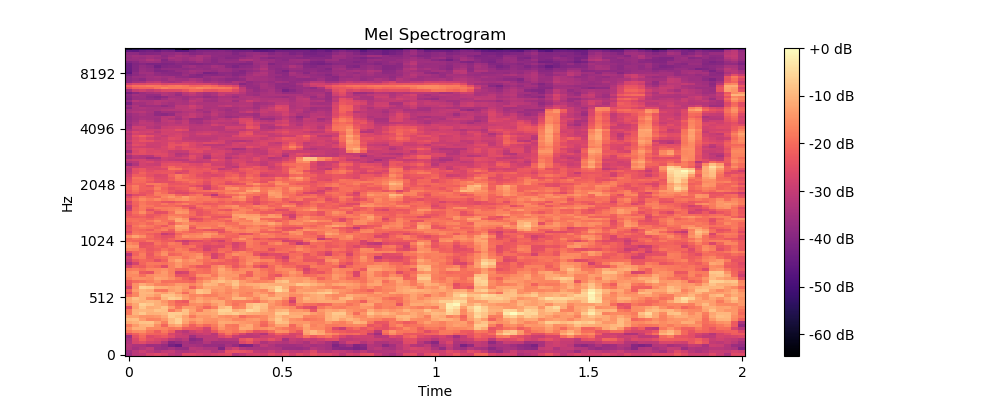 Mel Spectrogram
8192
4096
2048
1024
512
0
Hz
0
0.5
1
1.5
2
Time
+0 dB
-10 dB
-20 dB
-30 dB
-40 dB
-50 dB
-60 dB